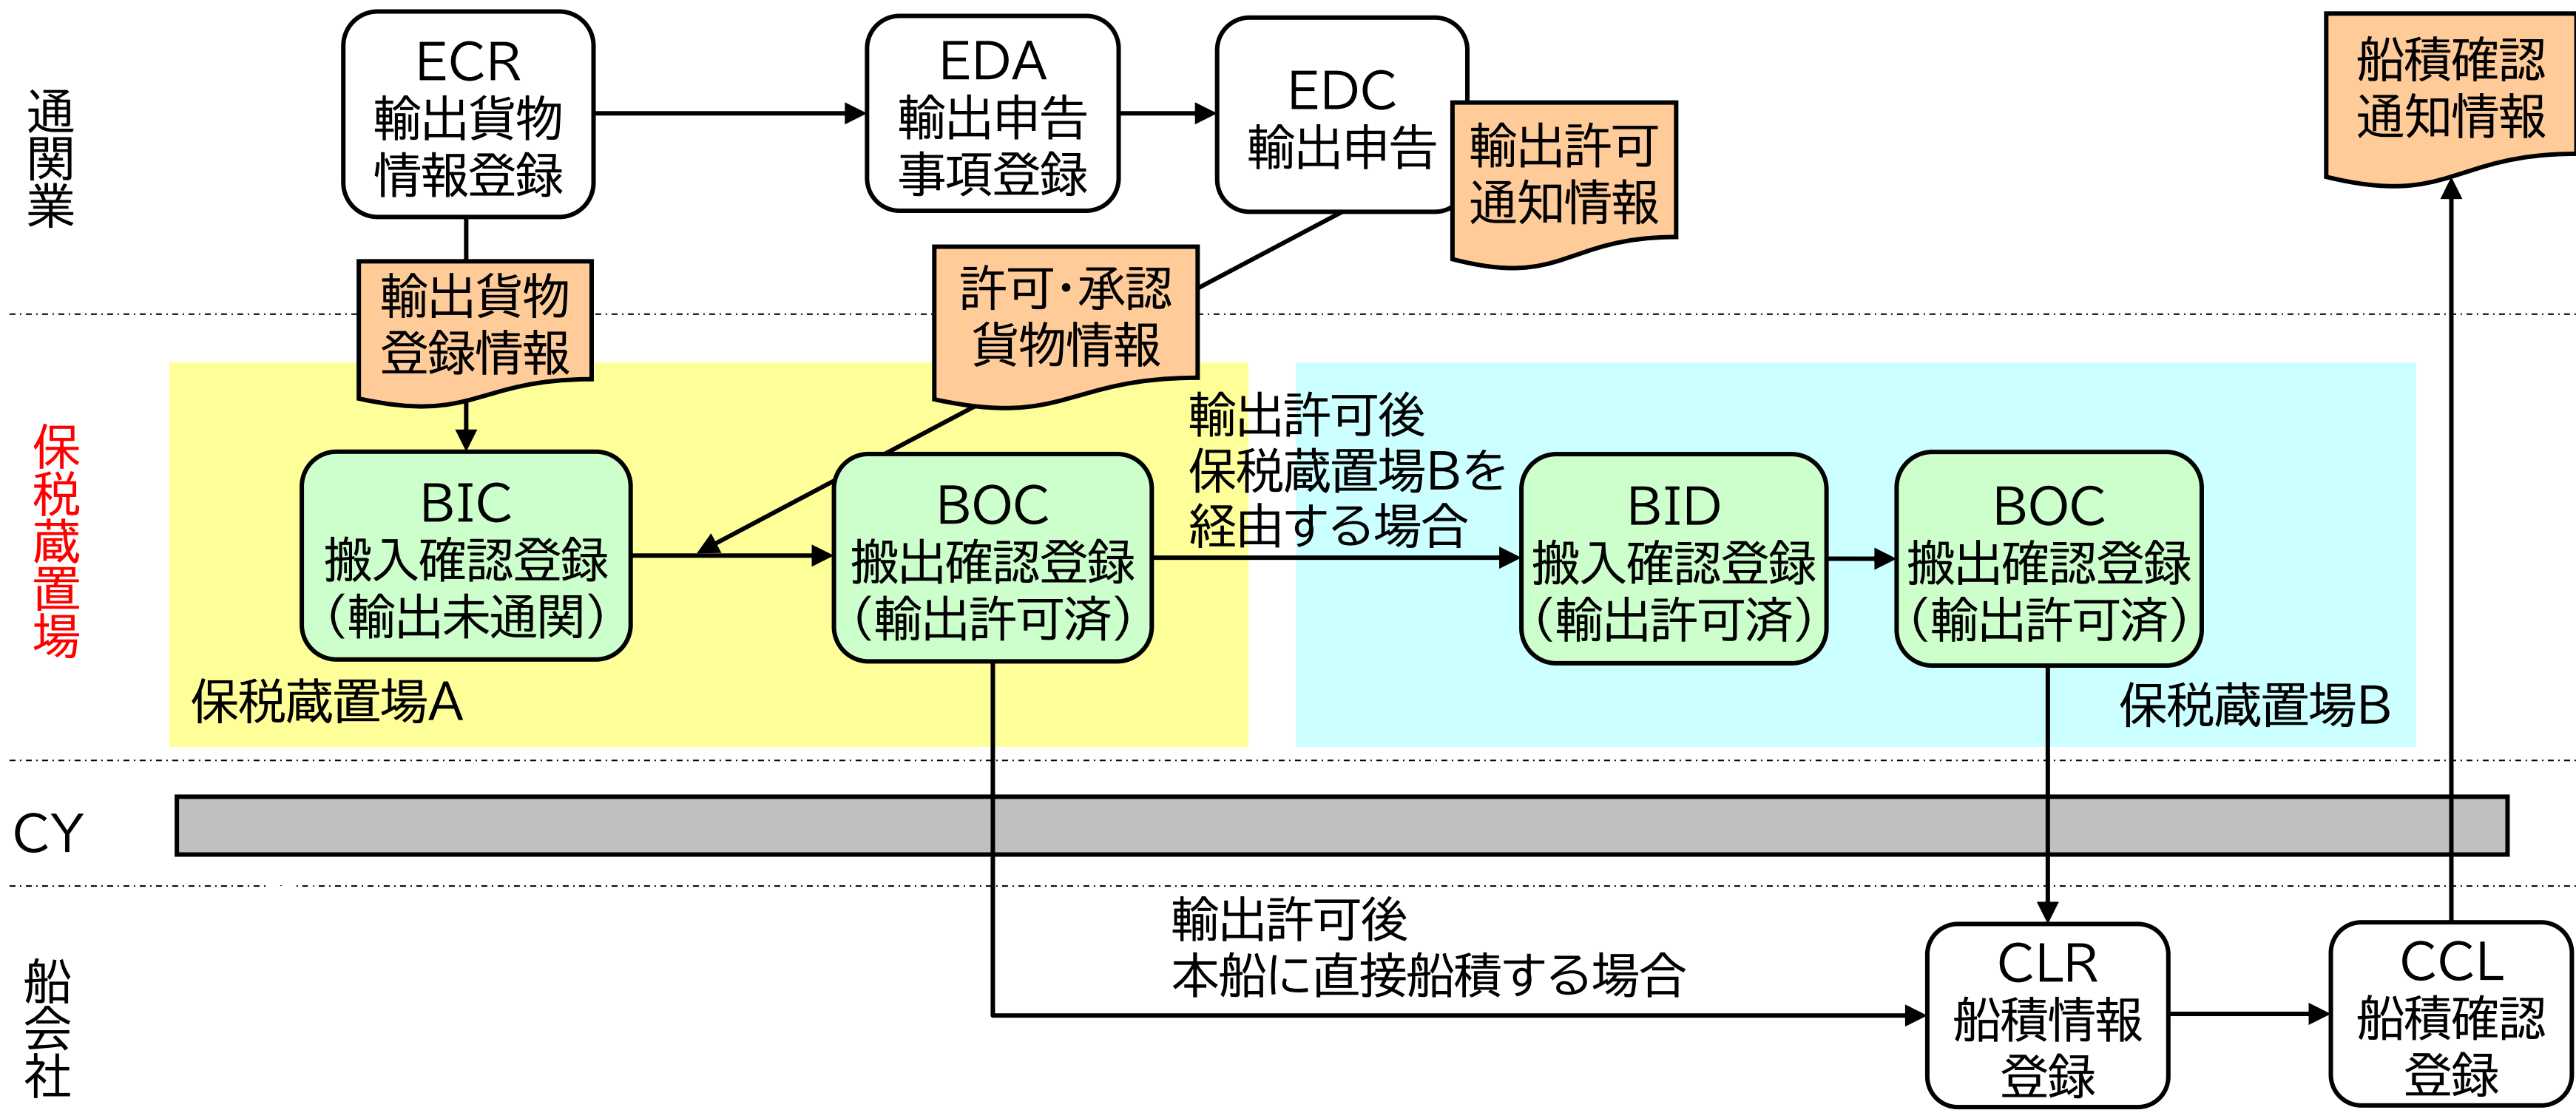 通関業
ECR
輸出貨物
情報登録
EDA
輸出申告
事項登録
EDC
輸出申告
輸出許可
通知情報
船積確認
通知情報
輸出貨物
登録情報
許可・承認
貨物情報
保税蔵置場
BIC
搬入確認登録
（輸出未通関）
BOC
搬出確認登録
（輸出許可済）
輸出許可後
保税蔵置場Bを
経由する場合
BID
搬入確認登録
（輸出許可済）
BOC
搬出確認登録
（輸出許可済）
保税蔵置場A
保税蔵置場B
CY
船会社
輸出許可後
本船に直接船積する場合
CLR
船積情報
登録
CCL
船積確認
登録